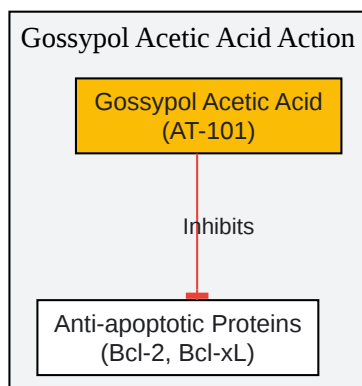 Gossypol Acetic Acid Action
Gossypol Acetic Acid
(AT-101)
Inhibits
Anti-apoptotic Proteins
(Bcl-2, Bcl-xL)